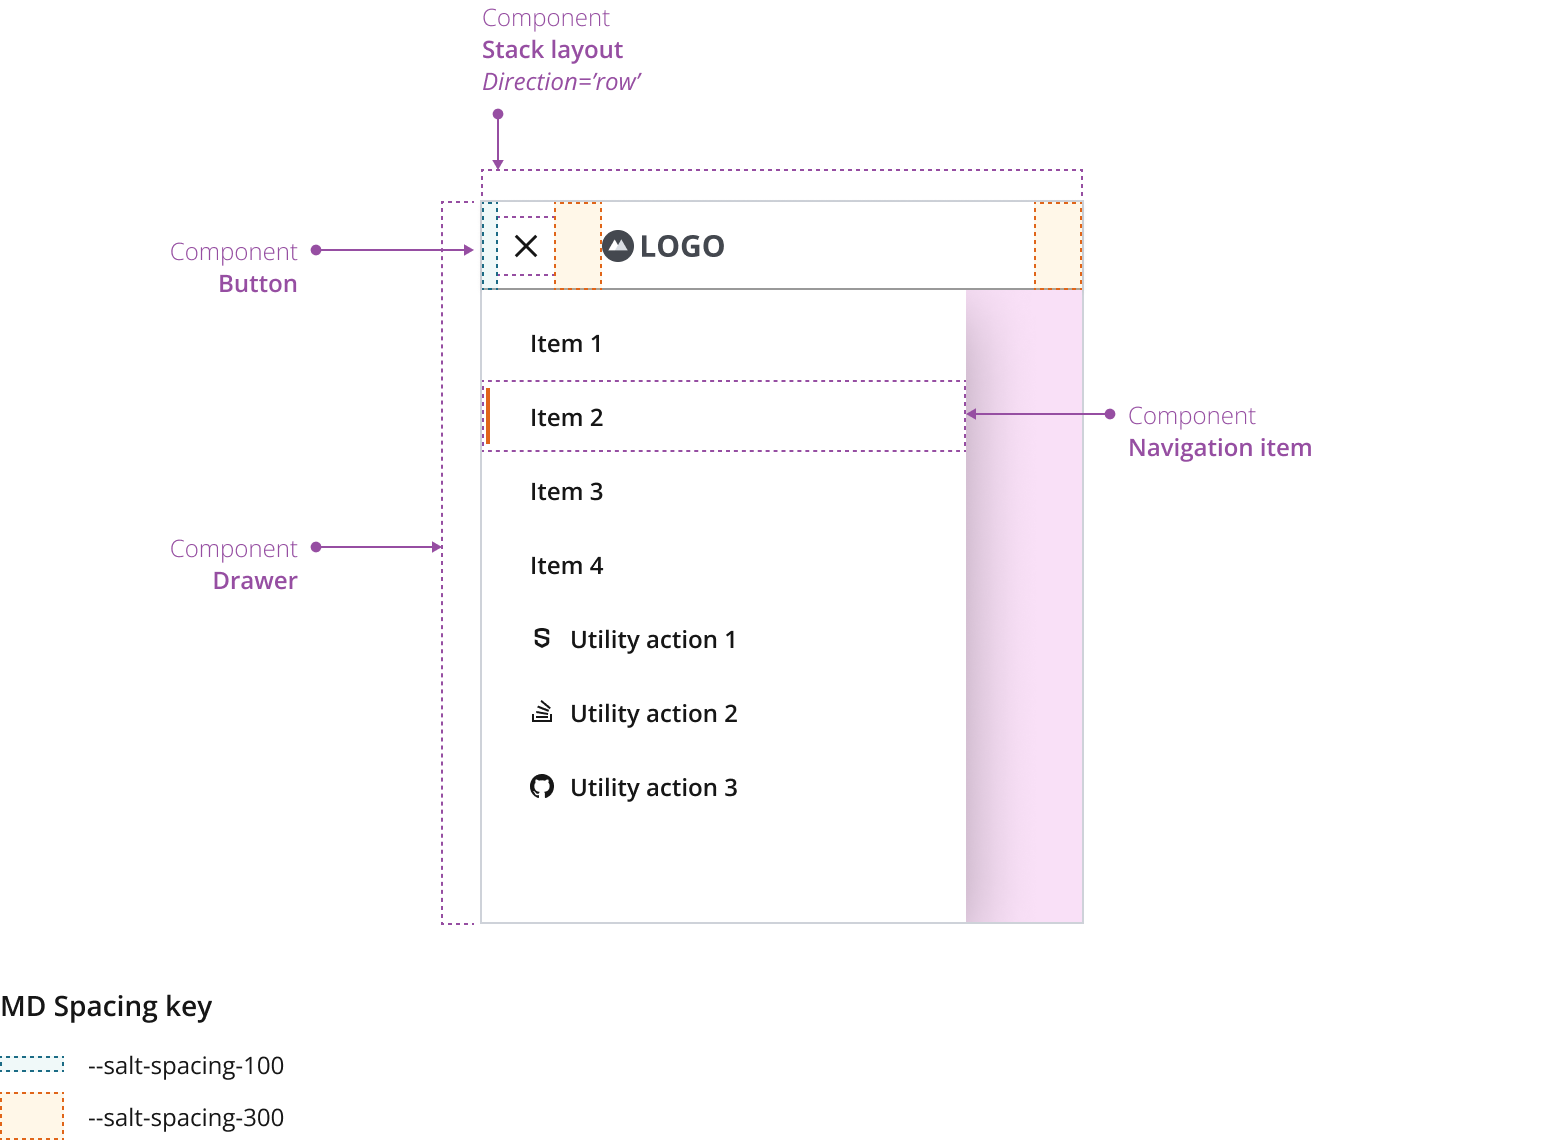 Component
Stack layout
Direction=’row’
LOGO
Component
Button
Item 1
Item 2
Component
Navigation item
Item 3
Component
Drawer
Item 4
Utility action 1
Utility action 2
Utility action 3
MD Spacing key
--salt-spacing-100
--salt-spacing-300